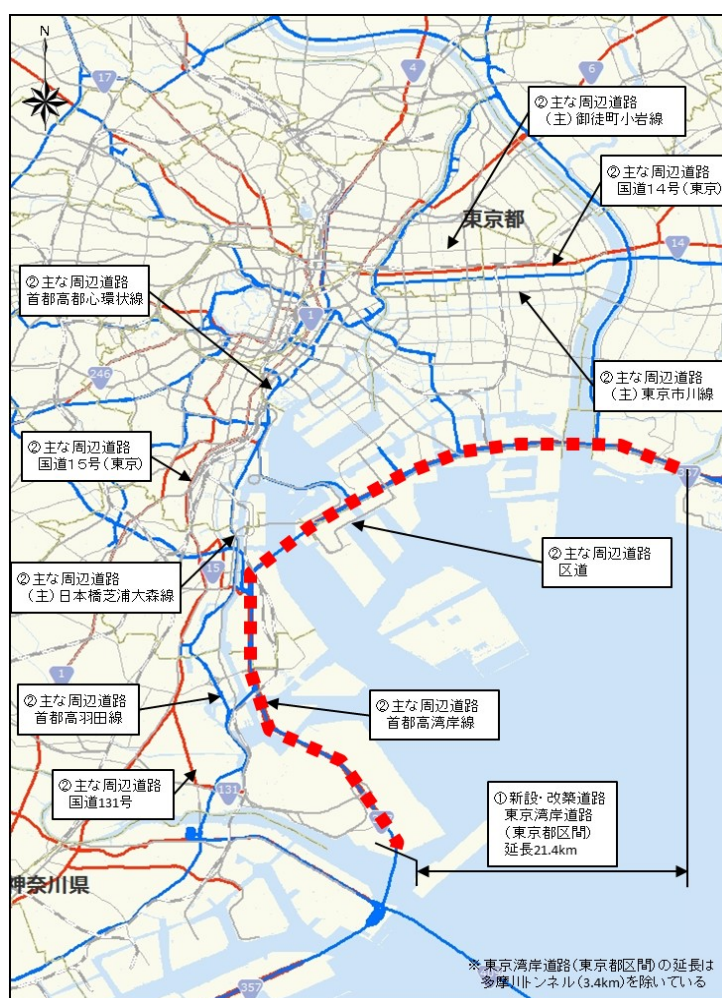 N
17
4
6
②主な周辺道路
(主)御徒町小岩線
②主な周辺道路
国道14号(東京)
東京都
14
②主な周辺道路
首都高都心環状線
1
246
②主な周辺道路
(主)東京市川線
②主な周辺道路
国道15号(東京)
②主な周辺道路
区道
15
②主な周辺道路
(主)日本橋芝浦大森線
1
②主な周辺道路
首都高羽田線
②主な周辺道路
首都高湾岸線
②主な周辺道路
国道131号
131
①新設・改築道路
東京湾岸道路
(東京都区間)
延長21.4km
神奈川県
※東京湾岸道路(東京都区間)の延長は
多摩川トンネル(3.4km)を除いている
357